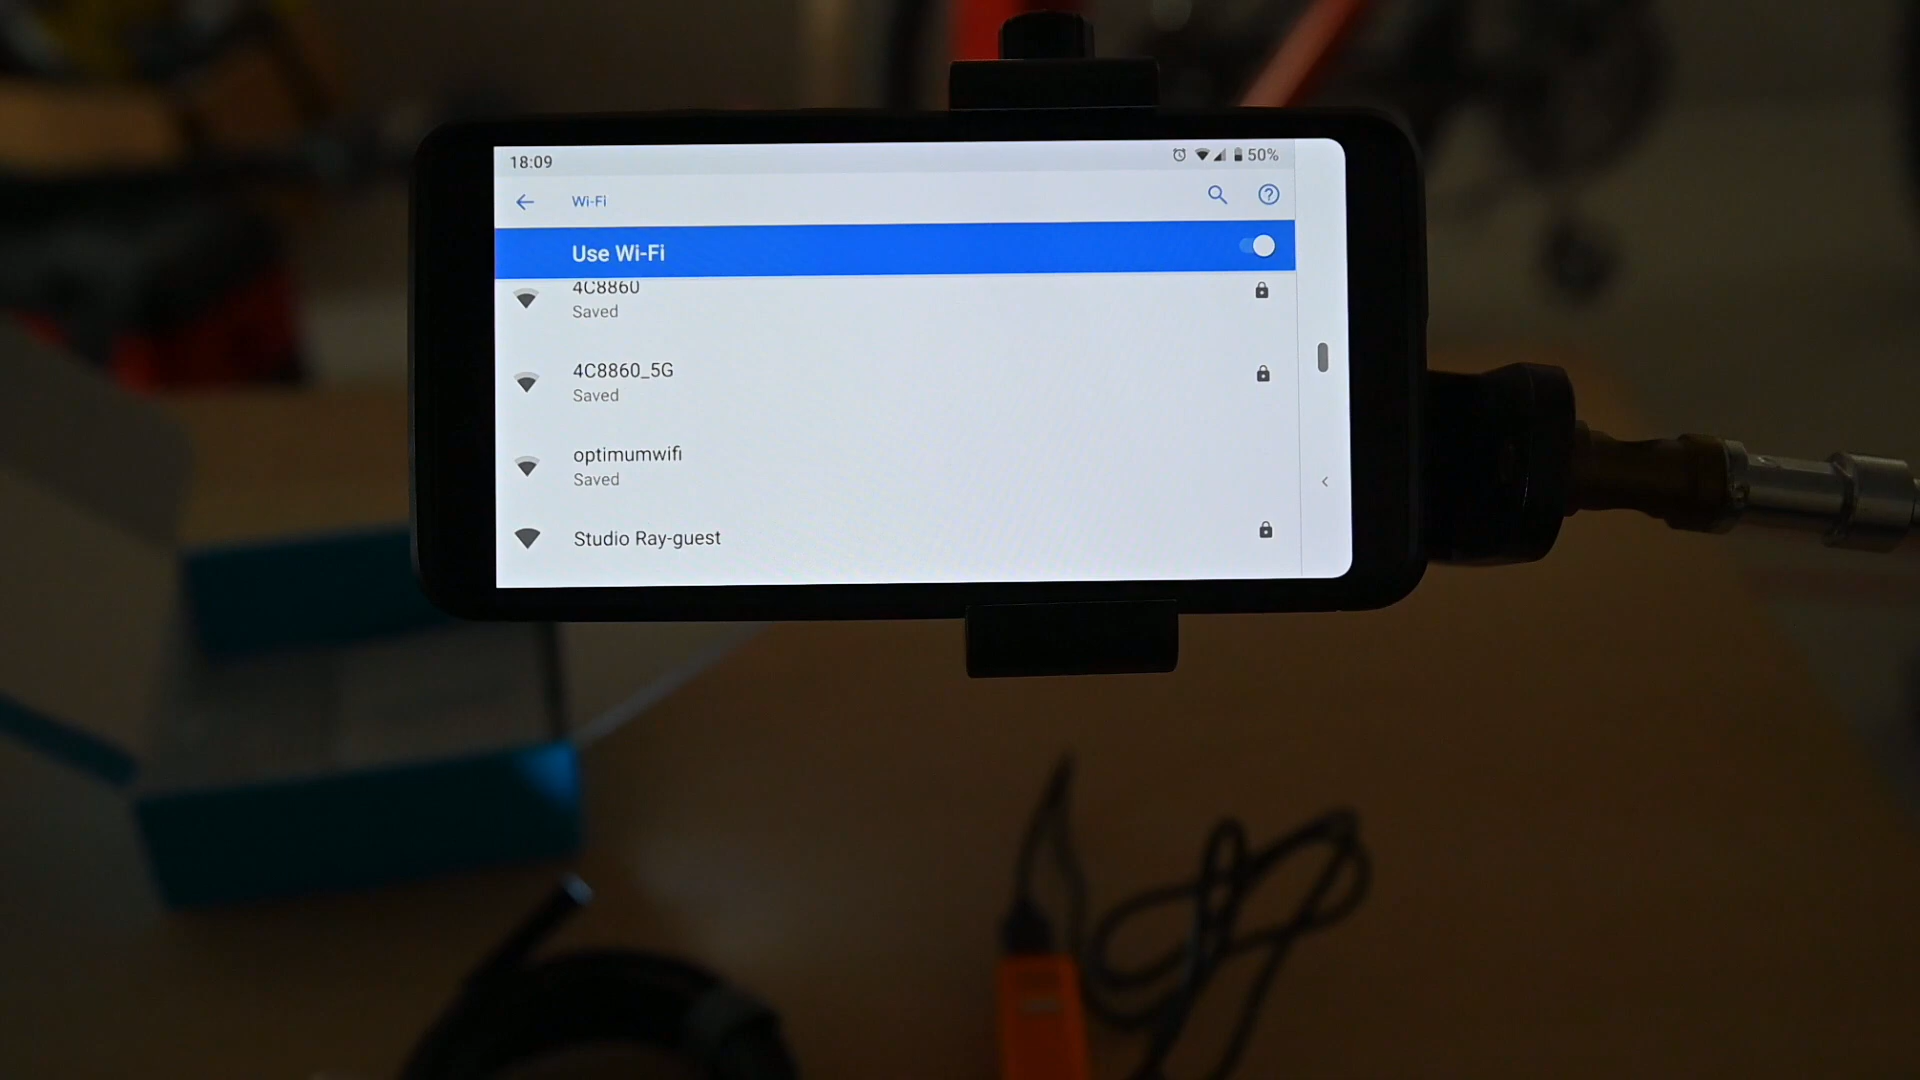 18:09
50%
Wi-Fi
Use Wi-Fi
4C8860
Saved
4C8860_5G
Saved
optimumwifi
Saved
Studio Ray-guest